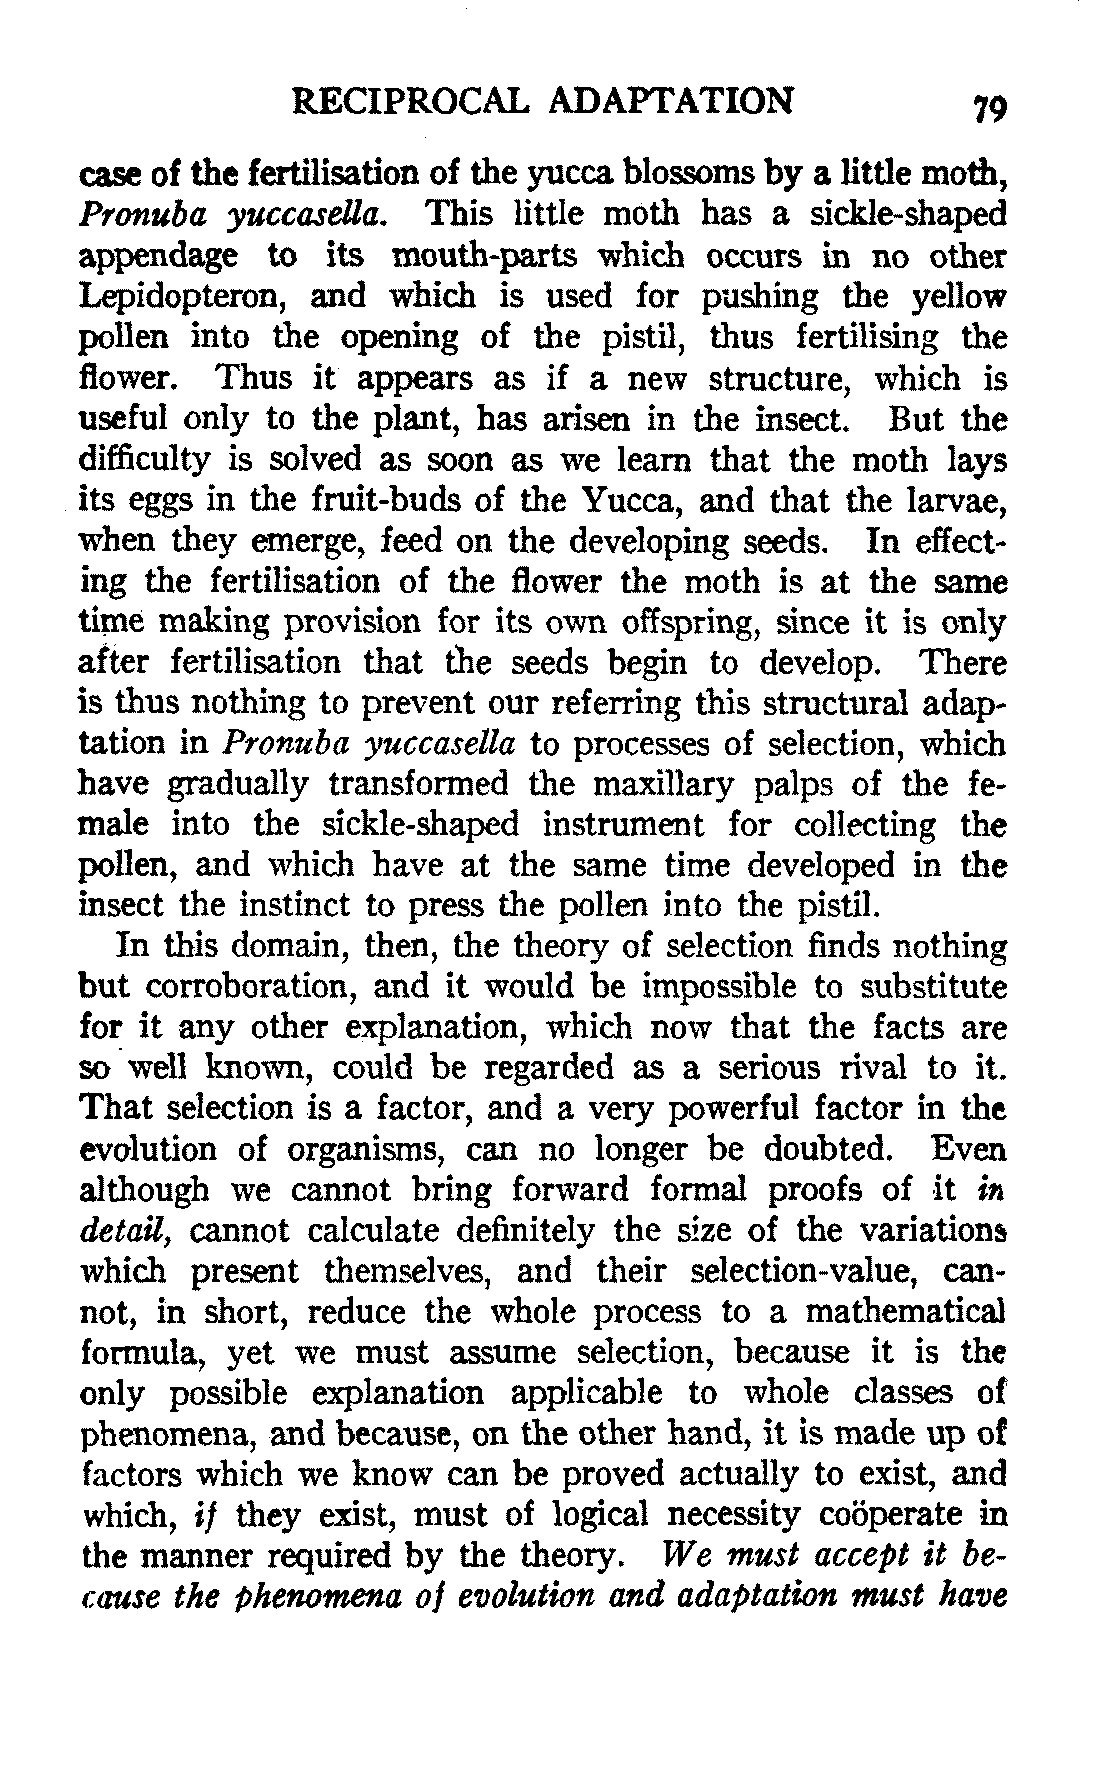 RECIPROCAL ADAPTATION 79
case of the fertilisation of the yucca blossoms by a little moth,
Pronuba yuccasella. This little moth has a sickle-shaped
appendage to its mouth-parts which occurs in no other
Lepidopteron, and which is used for pushing the yellow
pollen into the opening of the pistil, thus fertilising the
flower. Thus it appears as if a new structure, which is
useful only to the plant, has arisen in the insect. But the
difficulty is solved as soon as we learn that the moth lays
its eggs in the fruit-buds of the Yucca, and that the larvae,
when they emerge, feed on the developing seeds. In effect-
ing the fertilisation of the flower the moth is at the same
time making provision for its own offspring, since it is only
after fertilisation that the seeds begin to develop. There
is thus nothing to prevent our referring this structural adap-
tation in Pronuba yuccasella to processes of selection, which
have gradually transformed the maxillary palps of the fe-
male into the sickle-shaped instrument for collecting the
pollen, and which have at the same time developed in the
insect the instinct to press the pollen into the pistil.
In this domain, then, the theory of selection finds nothing
but corroboration, and it would be impossible to substitute
for it any other explanation, which now that the facts are
so well known, could be regarded as a serious rival to it.
That selection is a factor, and a very powerful factor in the
evolution of organisms, can no longer be doubted. Even
although we cannot bring forward formal proofs of it in
detail, cannot calculate definitely the size of the variations
which present themselves, and their selection-value, can-
not, in short, reduce the whole process to a mathematical
formula, yet we must assume selection, because it is the
only possible explanation applicable to whole classes of
phenomena, and because, on the other hand, it is made up of
factors which we know can be proved actually to exist, and
which, if they exist, must of logical necessity coöperate in
the manner required by the theory. We must accept it be-
cause the phenomena of evolution and adaptation must have